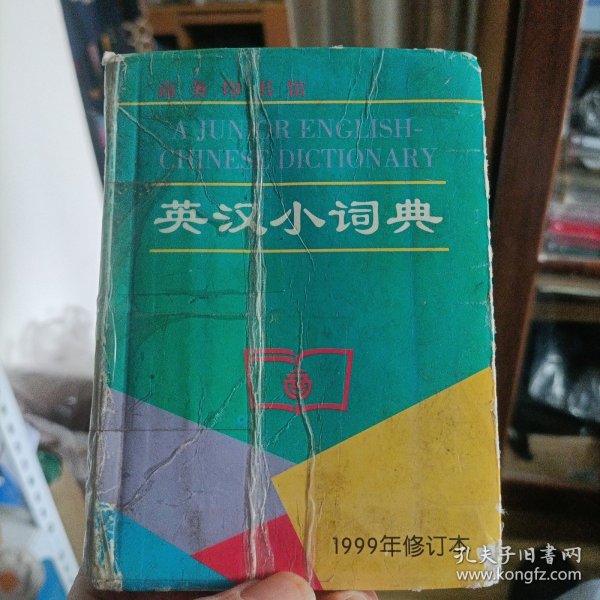 商务印书馆
A JUNIOR ENGLISH-
CHINESE DICTIONARY
英汉小词典
1999年修订本
孔夫子旧书网
www.kongfz.com